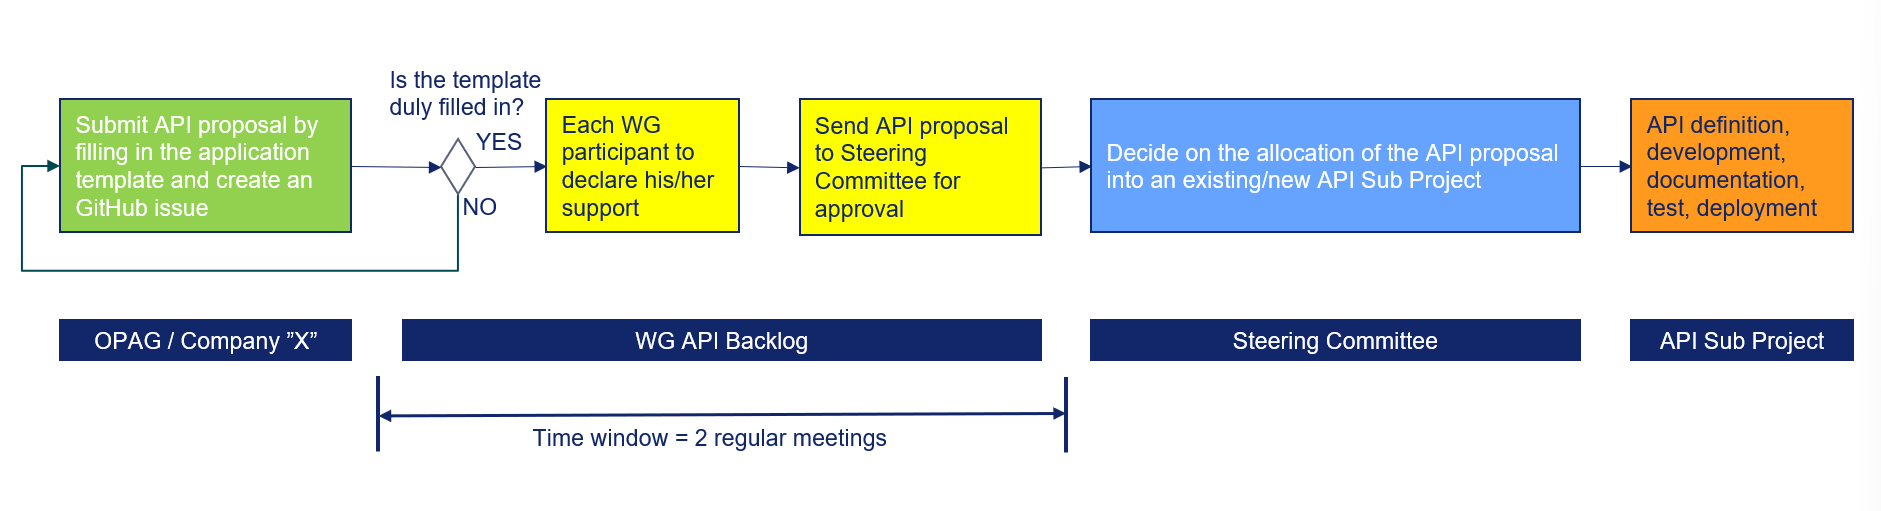 Submit API proposal by
filling in the application
template and create an
GitHub issue
Is the template
duly filled in?
YES
NO
Each WG
participant to
declare his/her
support
Send API proposal
to Steering
Committee for
approval
Decide on the allocation of the API proposal
into an existing/new API Sub Project
API definition,
development,
documentation,
test, deployment
OPAG / Company ”X”
WG API Backlog
Steering Committee
API Sub Project
Time window = 2 regular meetings